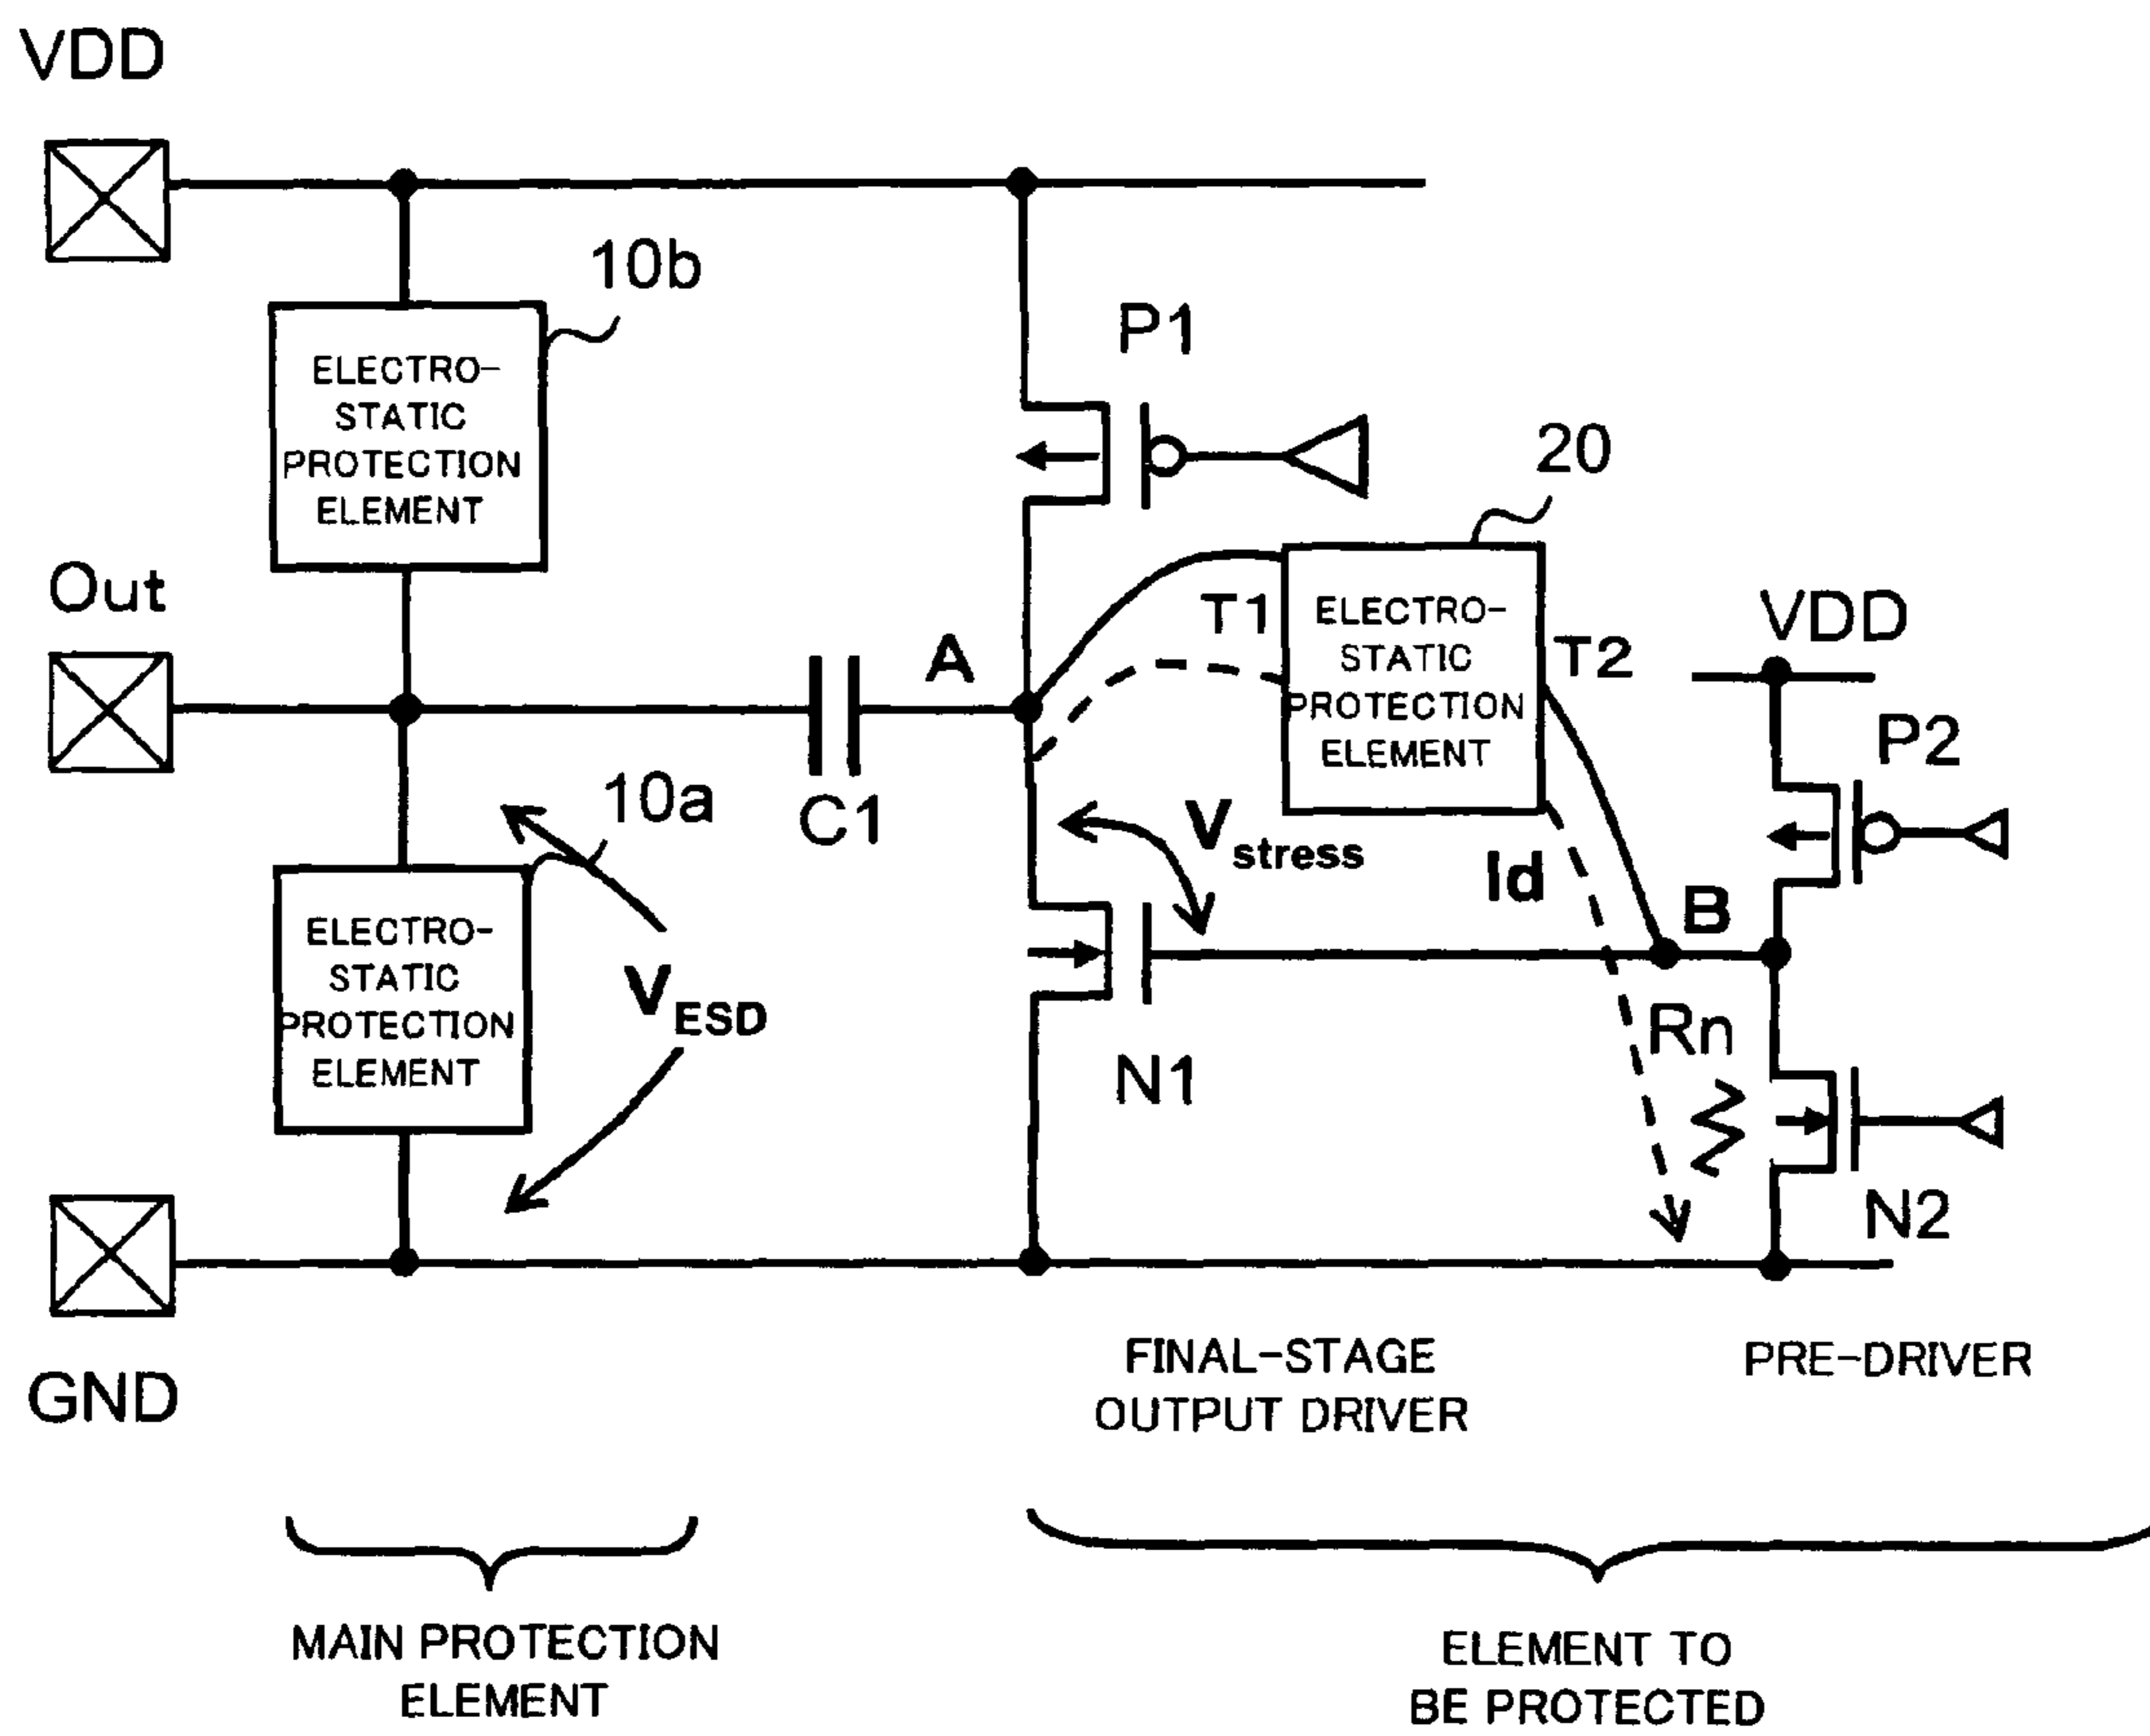 VDD
10b
ELECTRO-
STATIC
PROTECTION
ELEMENT
P1
20
Out
A
T1
ELECTRO-
STATIC
PROTECTION
ELEMENT
T2
VDD
P2
C1
10a
Vstress
Id
B
ELECTRO-
STATIC
PROTECTION
ELEMENT
VESD
N1
Rn
N2
GND
FINAL-STAGE
OUTPUT DRIVER
PRE-DRIVER
MAIN PROTECTION
ELEMENT
ELEMENT TO
BE PROTECTED